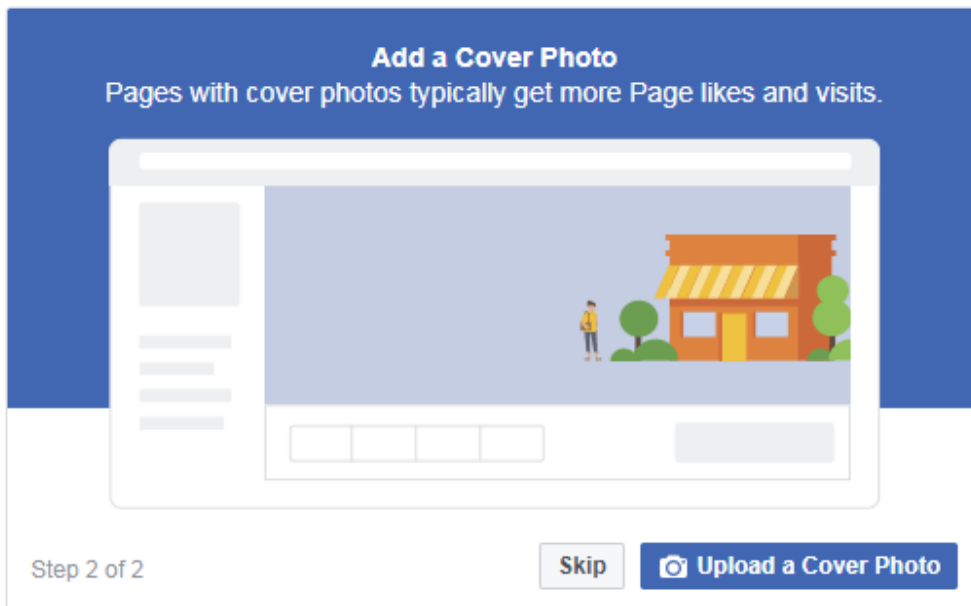 Add a Cover Photo
Pages with cover photos typically get more Page likes and visits.
Step 2 of 2
Skip
Upload a Cover Photo